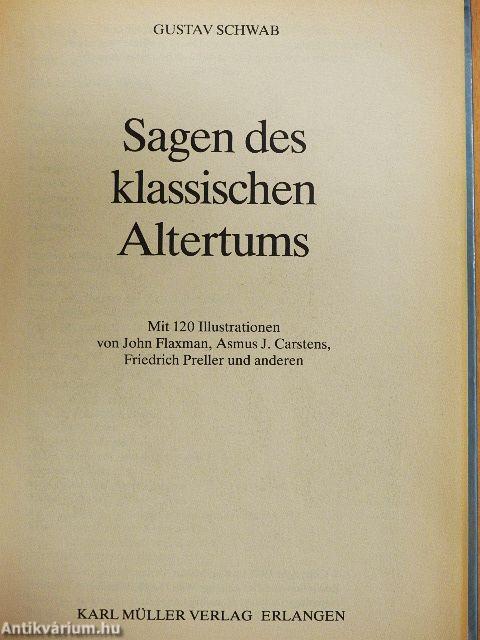 GUSTAV SCHWAB
Sagen des
klassischen
Altertums
Mit 120 Illustrationen
von John Flaxman, Asmus J. Carstens,
Friedrich Preller und anderen
KARL MÜLLER VERLAG ERLANGEN
Antikvárium.hu